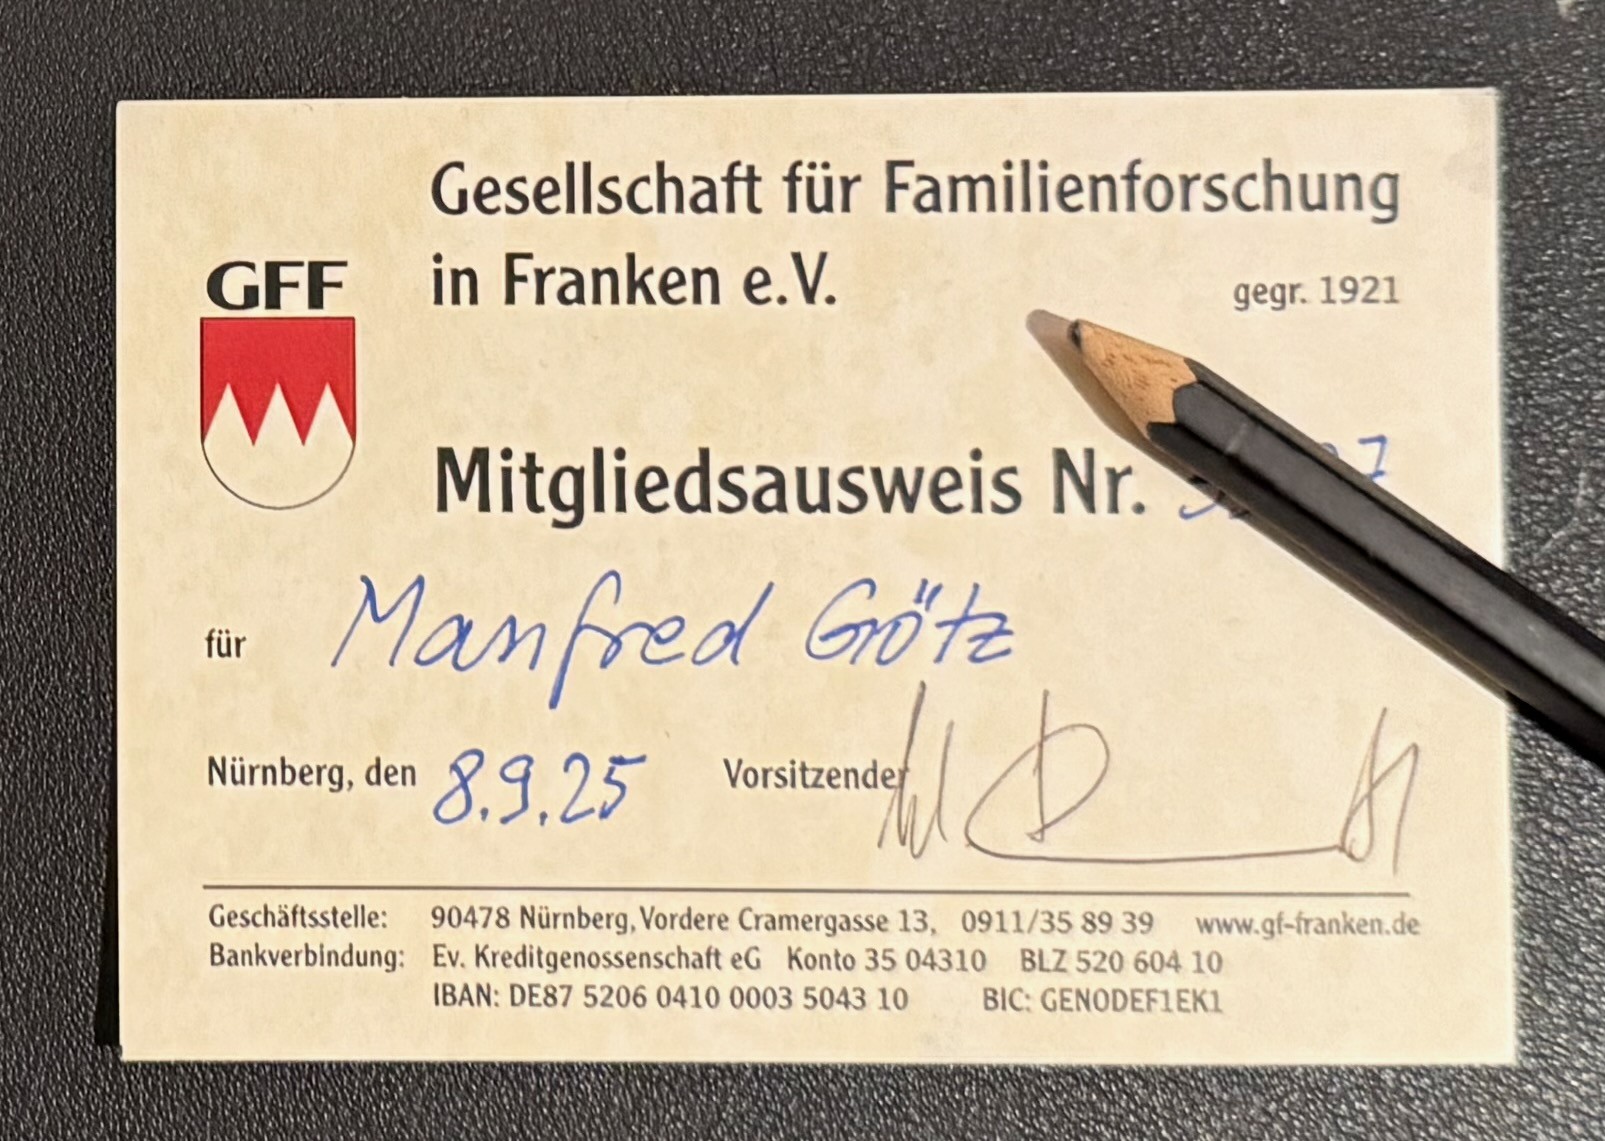 Gesellschaft für Familienforschung
in Franken e.V.
gegr. 1921
GFF
Mitgliedsausweis Nr.
für Manfred Götz
Nürnberg, den 8.9.25 Vorsitzender
Geschäftsstelle: 90478 Nürnberg, Vordere Cramergasse 13, 0911/35 89 39 www.gf-franken.de
Bankverbindung: Ev. Kreditgenossenschaft eG Konto 35 04310 BLZ 520 604 10
IBAN: DE87 5206 0410 0003 5043 10 BIC: GENODEF1EK1